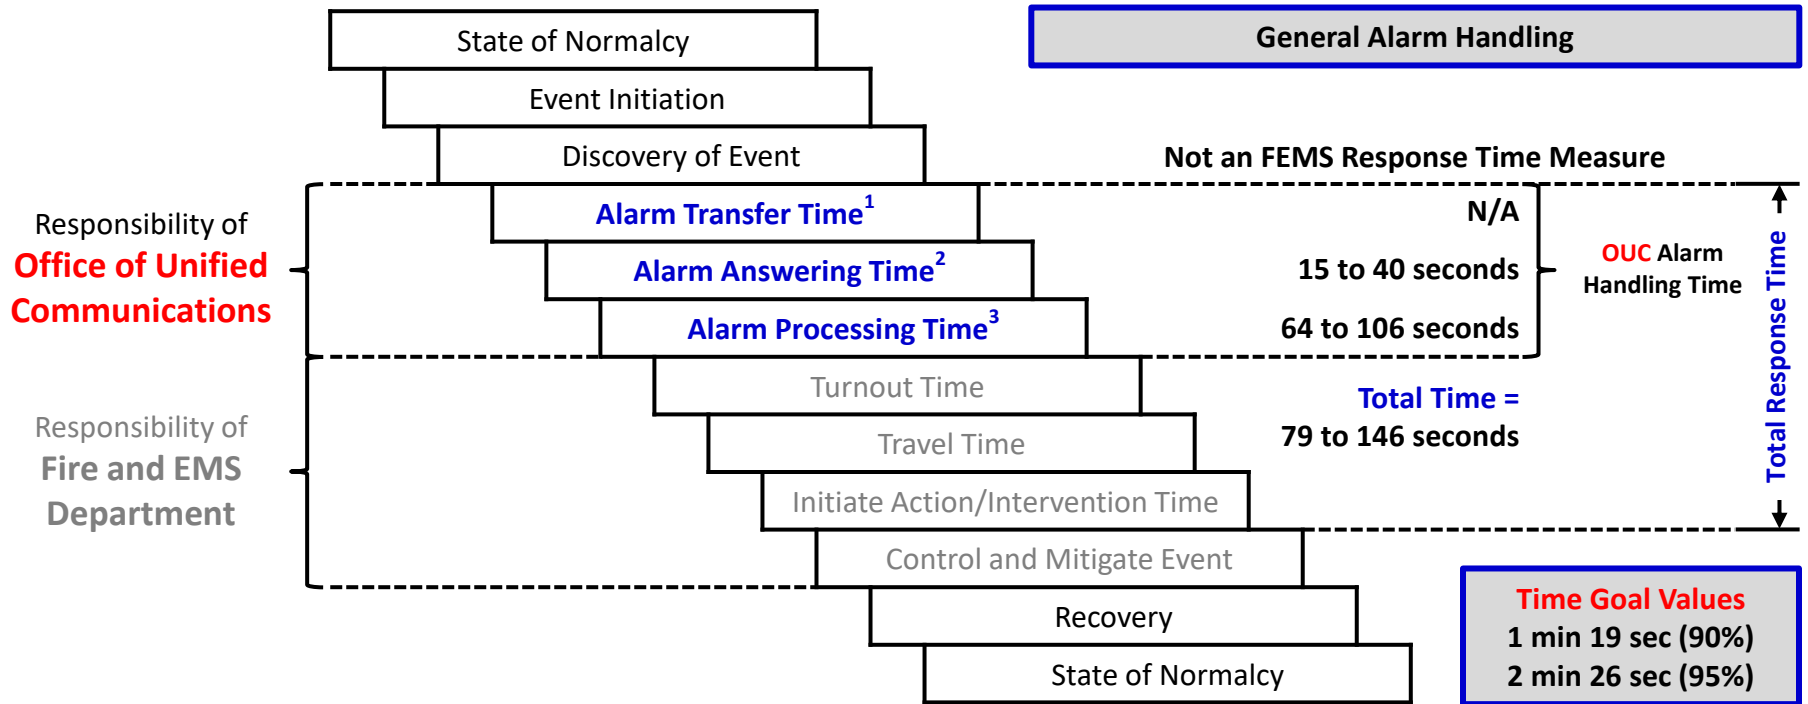 State of Normalcy
General Alarm Handling
Event Initiation
Discovery of Event
Not an FEMS Response Time Measure
Responsibility of
Office of Unified
Communications
Alarm Transfer Time¹
N/A
Alarm Answering Time²
15 to 40 seconds
OUC Alarm
Handling Time
Alarm Processing Time³
64 to 106 seconds
Total Response Time
Responsibility of
Fire and EMS
Department
Turnout Time
Total Time =
79 to 146 seconds
Travel Time
Initiate Action/Intervention Time
Control and Mitigate Event
Recovery
State of Normalcy
Time Goal Values
1 min 19 sec (90%)
2 min 26 sec (95%)